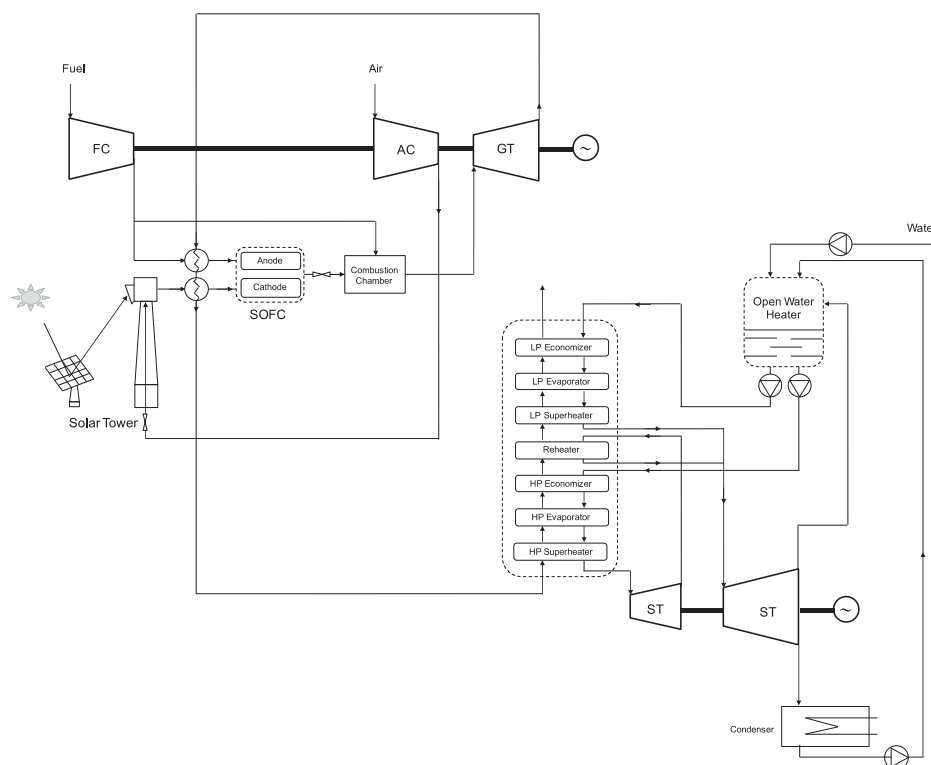 Fuel
Air
FC
AC
GT
~
Water
Anode
Cathode
SOFC
Combustion
Chamber
Open Water
Heater
Solar Tower
LP Economizer
LP Evaporator
LP Superheater
Reheater
HP Economizer
HP Evaporator
HP Superheater
ST
ST
~
Condenser